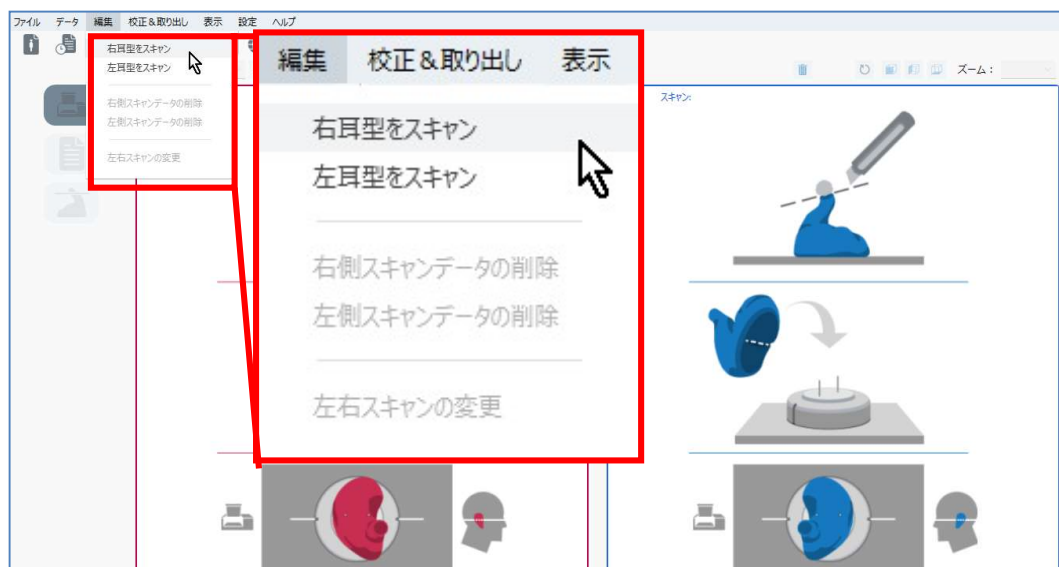 ファイル データ 編集 校正&取り出し 表示 設定 ヘルプ
右耳型をスキャン
左耳型をスキャン
右側スキャンデータの削除
左側スキャンデータの削除
左右スキャンの変更
編集 校正&取り出し 表示
右耳型をスキャン
左耳型をスキャン
右側スキャンデータの削除
左側スキャンデータの削除
左右スキャンの変更
ズーム:
スキャン: